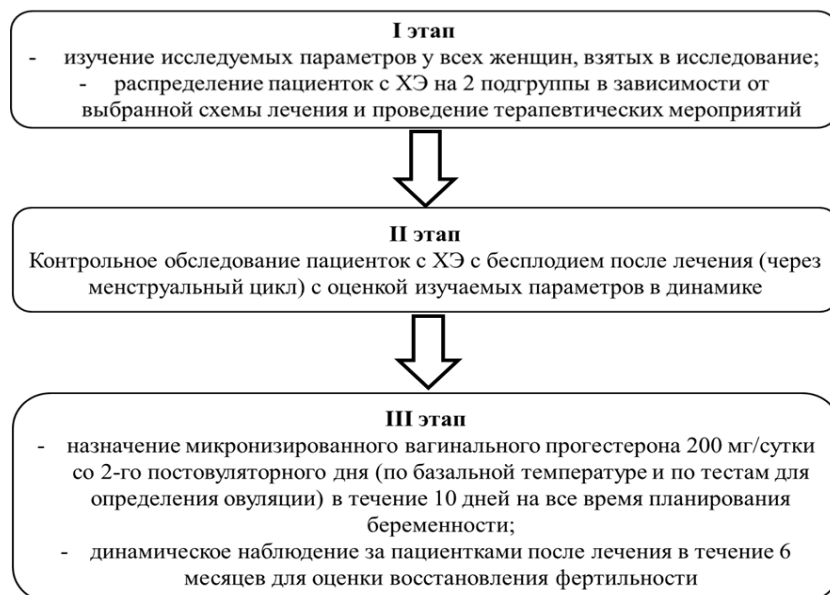 I этап
- изучение исследуемых параметров у всех женщин, взятых в исследование;
- распределение пациенток с ХЭ на 2 подгруппы в зависимости от
выбранной схемы лечения и проведение терапевтических мероприятий
II этап
Контрольное обследование пациенток с ХЭ с бесплодием после лечения (через
менструальный цикл) с оценкой изучаемых параметров в динамике
III этап
- назначение микронизированного вагинального прогестерона 200 мг/сутки
со 2-го постовуляторного дня (по базальной температуре и по тестам для
определения овуляции) в течение 10 дней на все время планирования
беременности;
- динамическое наблюдение за пациентками после лечения в течение 6
месяцев для оценки восстановления фертильности